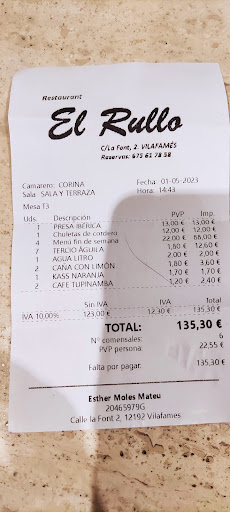 Restaurant
El Rullo
C/La Font, 2. VILAFAMÉS
Reservas: 675 61 78 58
Camarero: CORINA Fecha: 01-05-2023
Sala: SALA Y TERRAZA Hora: 14:43
Mesa T3
Uds. Descripción PVP Imp.
1 PRESA IBÉRICA 13,00 € 13,00 €
1 Chuletas de cordero 12,00 € 12,00 €
4 Menú fin de semana 22,00 € 88,00 €
7 TERCIO ÁGUILA 1,80 € 12,60 €
1 AGUA LITRO 2,00 € 2,00 €
2 CAÑA CON LIMÓN 1,80 € 3,60 €
1 KASS NARANJA 1,70 € 1,70 €
2 CAFE TUPINAMBA 1,20 € 2,40 €
Sin IVA IVA Total
IVA 10,00% 123,00 € 12,30 € 135,30 €
TOTAL: 135,30 €
Nº comensales: 6
PVP persona: 22,55 €
Falta por pagar: 135,30 €
Esther Moles Mateu
20465979G
Calle la Font 2, 12192 Vilafames